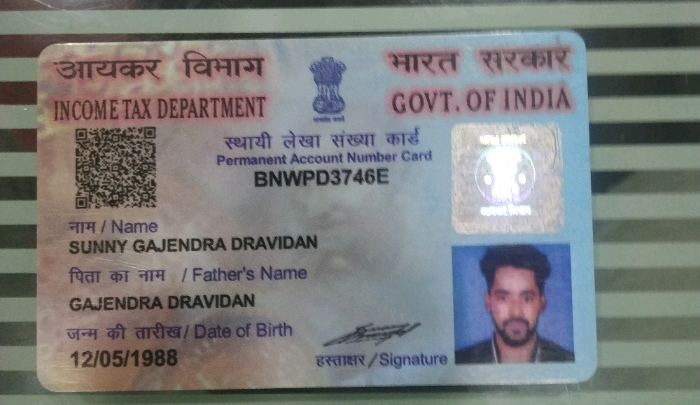 आयकर विभाग
INCOME TAX DEPARTMENT
भारत सरकार
GOVT. OF INDIA
स्थायी लेखा संख्या कार्ड
Permanent Account Number Card
BNWPD3746E
नाम / Name
SUNNY GAJENDRA DRAVIDAN
पिता का नाम / Father's Name
GAJENDRA DRAVIDAN
जन्म की तारीख / Date of Birth
12/05/1988
हस्ताक्षर / Signature